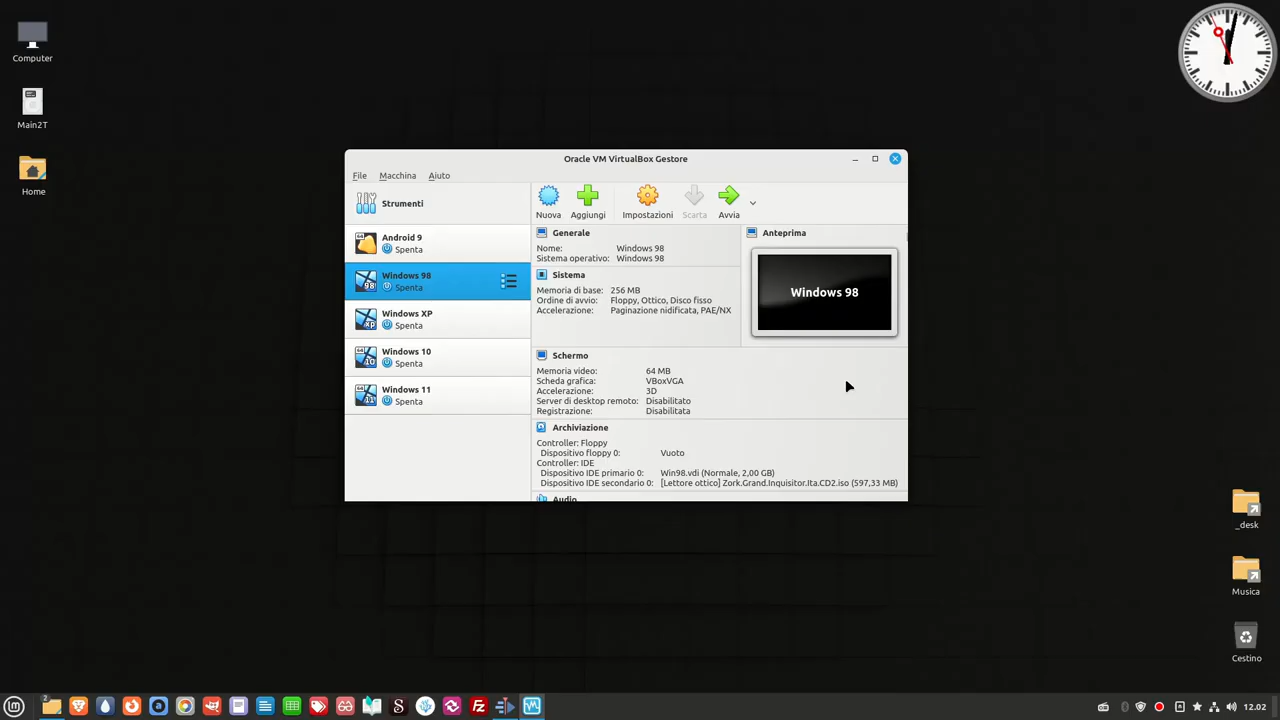 Computer
Main2T
Home
Oracle VM VirtualBox Gestore
File Macchina Aiuto
Strumenti
Nuova Aggiungi Impostazioni Scarta Avvia
Android 9
Spenta
Windows 98
Spenta
Windows XP
Spenta
Windows 10
Spenta
Windows 11
Spenta
Generale
Nome: Windows 98
Sistema operativo: Windows 98
Sistema
Memoria di base: 256 MB
Ordine di avvio: Floppy, Ottico, Disco fisso
Accelerazione: Paginazione nidificata, PAE/NX
Anteprima
Windows 98
Schermo
Memoria video: 64 MB
Scheda grafica: VBoxVGA
Accelerazione: 3D
Server di desktop remoto: Disabilitato
Registrazione: Disabilitata
Archiviazione
Controller: Floppy
Dispositivo floppy 0: Vuoto
Controller: IDE
Dispositivo IDE primario 0: Win98.vdi (Normale, 2,00 GB)
Dispositivo IDE secondario 0: [Lettore ottico] Zork.Grand.Inquisitor.Ita.CD2.iso (597,33 MB)
Audio
_desk
Musica
Cestino
12.02